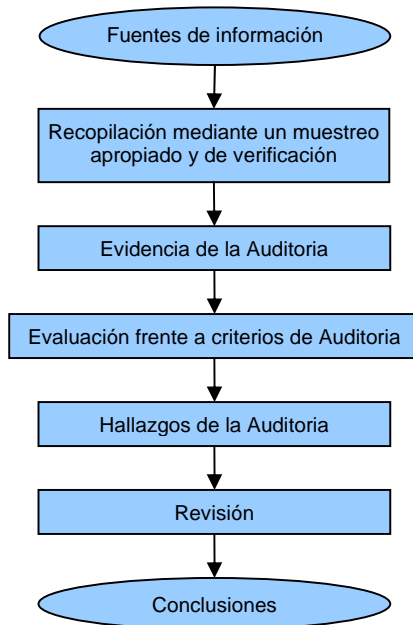 Fuentes de información
Recopilación mediante un muestreo
apropiado y de verificación
Evidencia de la Auditoria
Evaluación frente a criterios de Auditoria
Hallazgos de la Auditoria
Revisión
Conclusiones